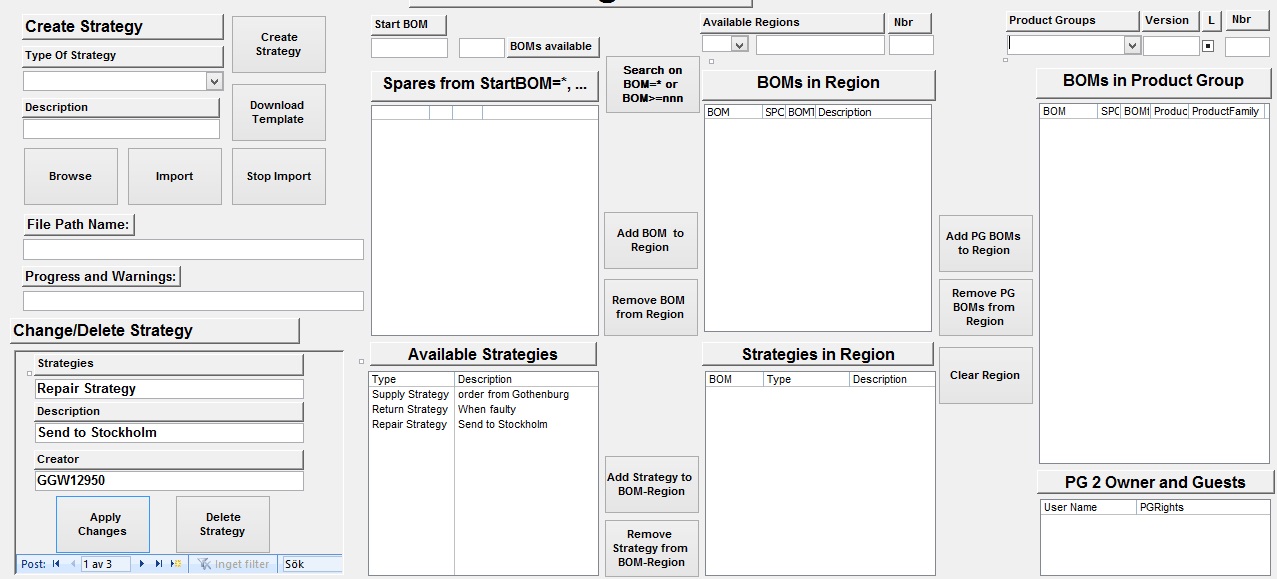 Create Strategy
Type Of Strategy
Description
Create
Strategy
Download
Template
Browse
Import
Stop Import
File Path Name:
Progress and Warnings:
Change/Delete Strategy
Strategies
Repair Strategy
Description
Send to Stockholm
Creator
GGW12950
Apply
Changes
Delete
Strategy
Post: 1 av 3 Inget filter Sök
Start BOM
BOMs available
Spares from StartBOM=*, ...
Search on
BOM=* or
BOM>=nnn
Add BOM to
Region
Remove BOM
from Region
Available Strategies
Type Description
Supply Strategy order from Gothenburg
Return Strategy When faulty
Repair Strategy Send to Stockholm
Add Strategy to
BOM-Region
Remove
Strategy from
BOM-Region
Available Regions
Nbr
BOMs in Region
BOM SPC BOMT Description
Strategies in Region
BOM Type Description
Add PG BOMs
to Region
Remove PG
BOMs from
Region
Clear Region
Product Groups Version L Nbr
BOMs in Product Group
BOM SPC BOMt Produc ProductFamily
PG 2 Owner and Guests
User Name PGRights